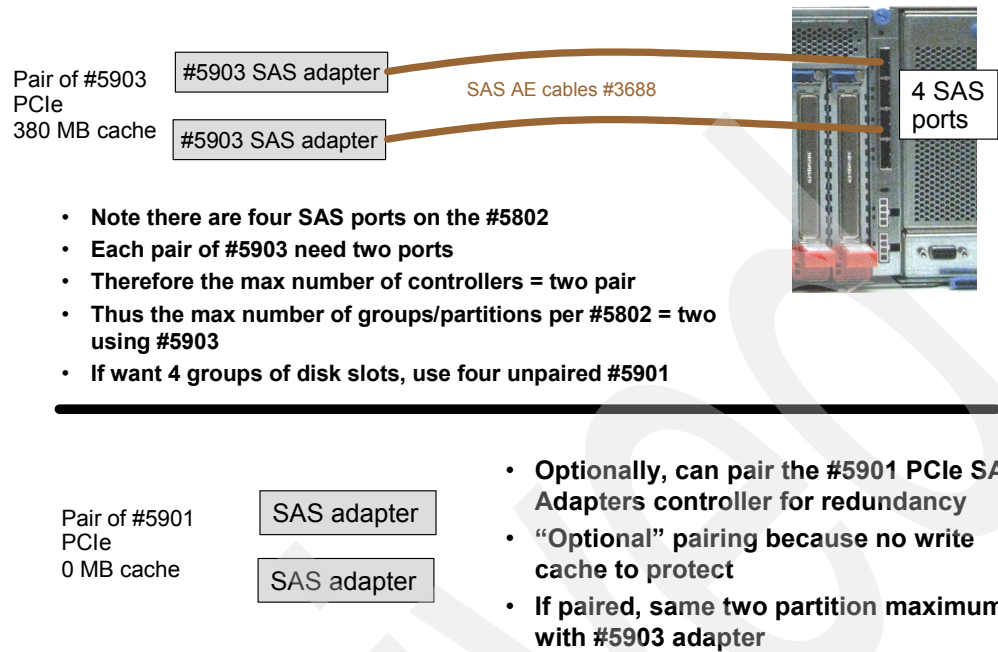 Pair of #5903
PCIe
380 MB cache
#5903 SAS adapter
#5903 SAS adapter
SAS AE cables #3688
4 SAS
ports
• Note there are four SAS ports on the #5802
• Each pair of #5903 need two ports
• Therefore the max number of controllers = two pair
• Thus the max number of groups/partitions per #5802 = two
using #5903
• If want 4 groups of disk slots, use four unpaired #5901
Pair of #5901
PCIe
0 MB cache
SAS adapter
SAS adapter
• Optionally, can pair the #5901 PCIe SA
Adapters controller for redundancy
• “Optional” pairing because no write
cache to protect
• If paired, same two partition maximum
with #5903 adapter